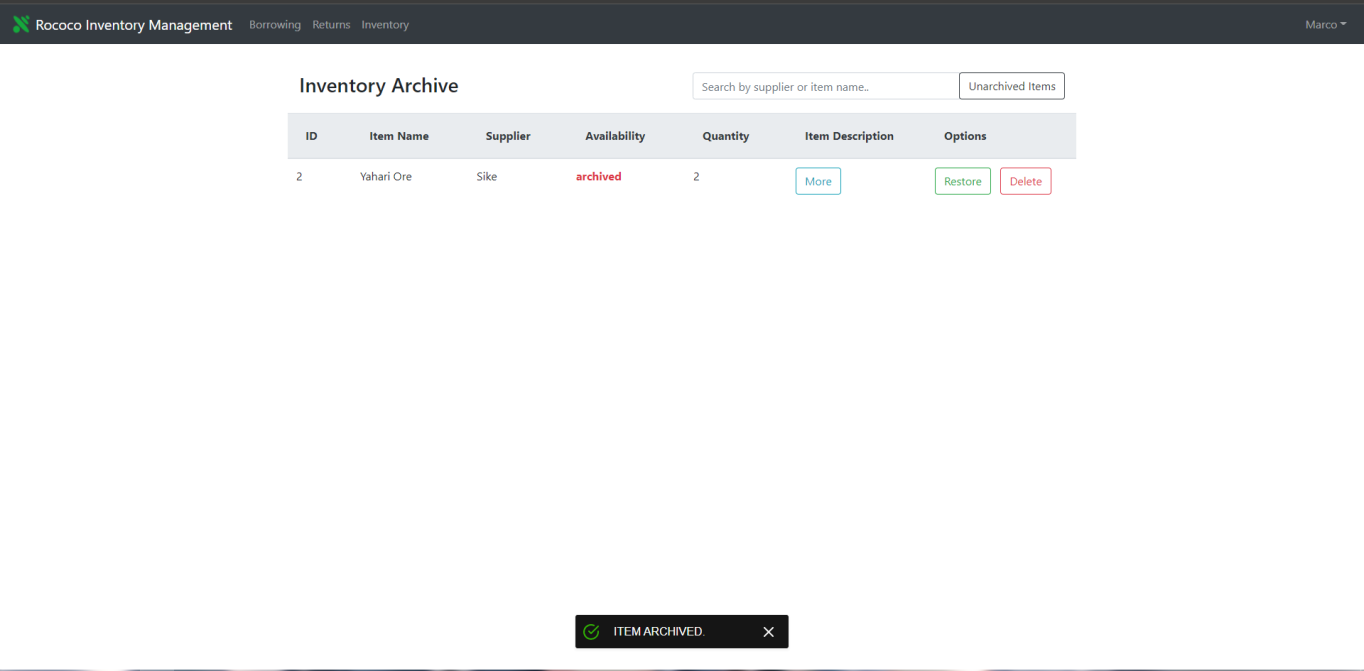 Rococo Inventory Management Borrowing Returns Inventory Marco
Inventory Archive Search by supplier or item name.. Unarchived Items
ID Item Name Supplier Availability Quantity Item Description Options
2 Yahari Ore Sike archived 2 More Restore Delete
ITEM ARCHIVED.